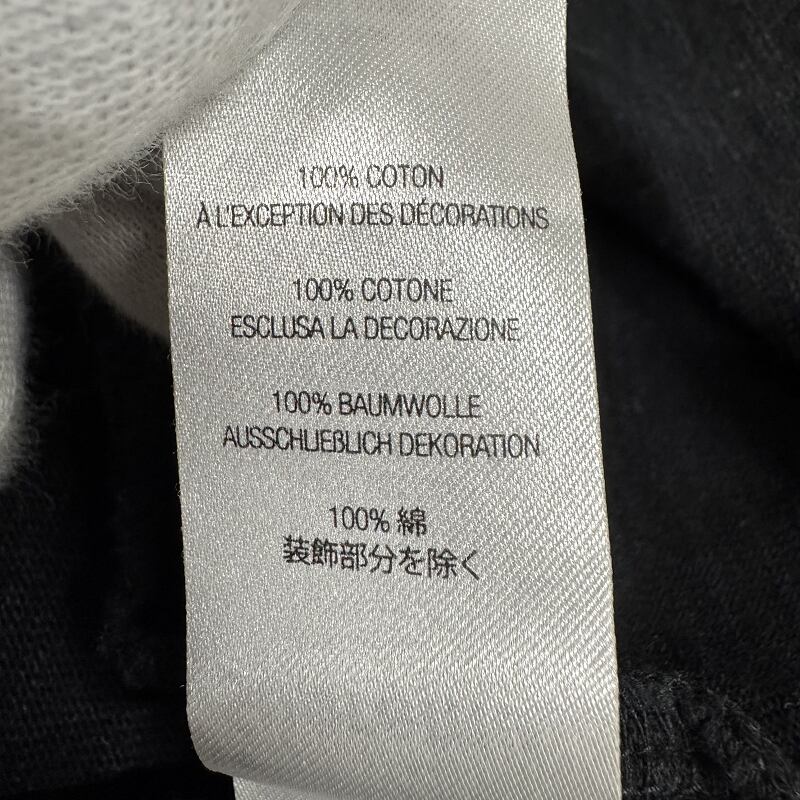 100% COTON
À L'EXCEPTION DES DÉCORATIONS
100% COTONE
ESCLUSA LA DECORAZIONE
100% BAUMWOLLE
AUSSCHLIEßLICH DEKORATION
100% 綿
装飾部分を除く